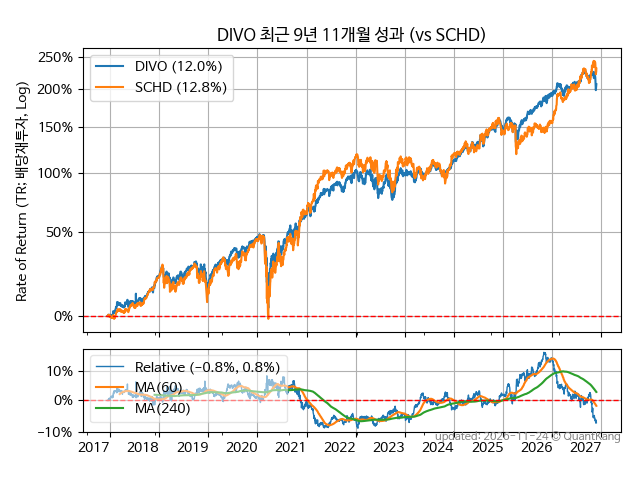 DIVO 최근 9년 11개월 성과 (vs SCHD)
Rate of Return (TR; 배당재투자, Log)
250%
200%
150%
100%
50%
0%
DIVO (12.0%)
SCHD (12.8%)
10%
0%
−10%
Relative (−0.8%, 0.8%)
MA(60)
MA(240)
updated: 2026-11-24 © QuantKang
2017 2018 2019 2020 2021 2022 2023 2024 2025 2026 2027